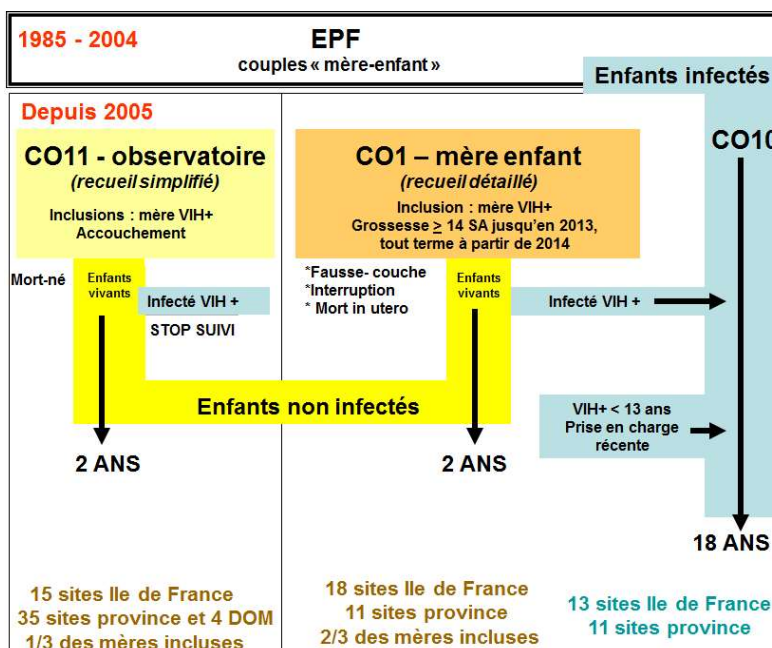 1985 - 2004
EPF
couples « mère-enfant »
Enfants infectés
Depuis 2005
CO11 - observatoire
(recueil simplifié)
Inclusions : mère VIH+
Accouchement
CO1 – mère enfant
(recueil détaillé)
Inclusion : mère VIH+
Grossesse ≥ 14 SA jusqu'en 2013,
tout terme à partir de 2014
CO10
Mort-né
Enfants
vivants
Infecté VIH +
STOP SUIVI
*Fausse- couche
*Interruption
* Mort in utero
Enfants
vivants
Infecté VIH +
Enfants non infectés
VIH+ < 13 ans
Prise en charge
récente
2 ANS
2 ANS
18 ANS
15 sites Ile de France
35 sites province et 4 DOM
1/3 des mères incluses
18 sites Ile de France
11 sites province
2/3 des mères incluses
13 sites Ile de France
11 sites province